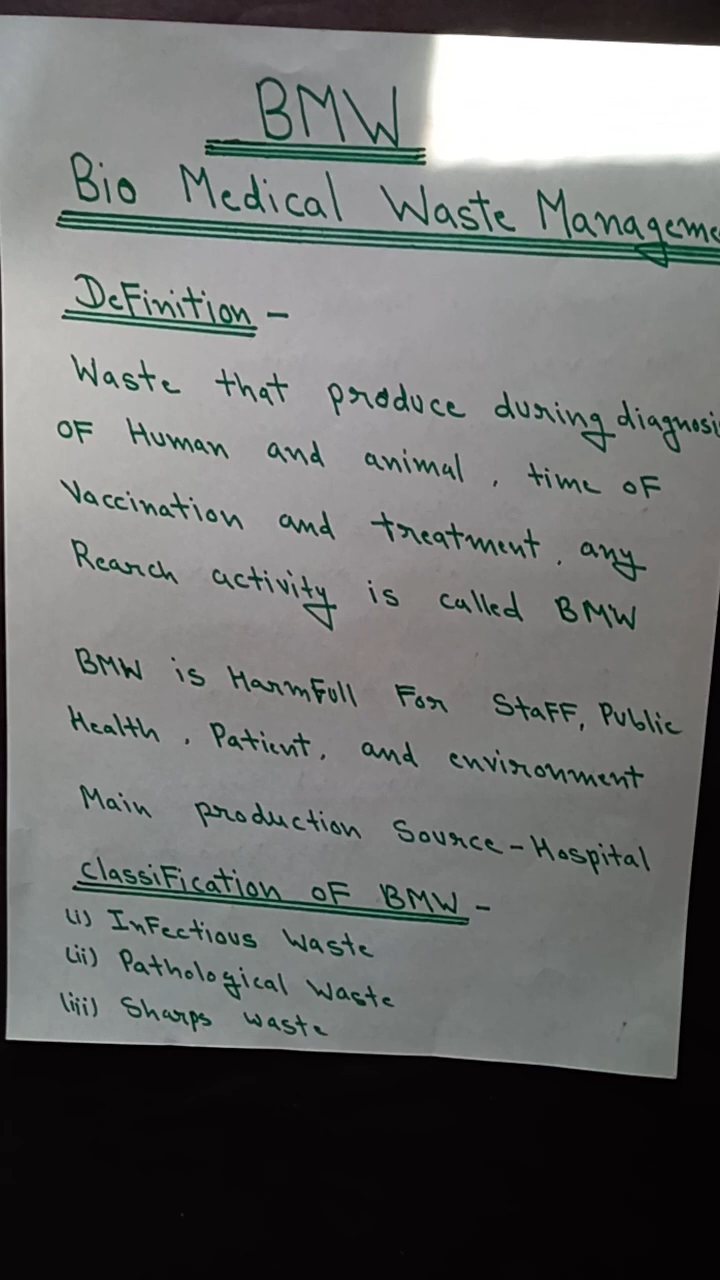 BMW
Bio Medical Waste Manageme
Definition -
Waste that produce during diagnosi
of Human and animal, time of
Vaccination and treatment, any
Rearch activity is called BMW
BMW is Harmfull For Staff, Public
Health, Patient, and environment
Main production Source - Hospital
classification of BMW -
(i) Infectious Waste
(ii) Pathological Waste
(iii) Sharps waste